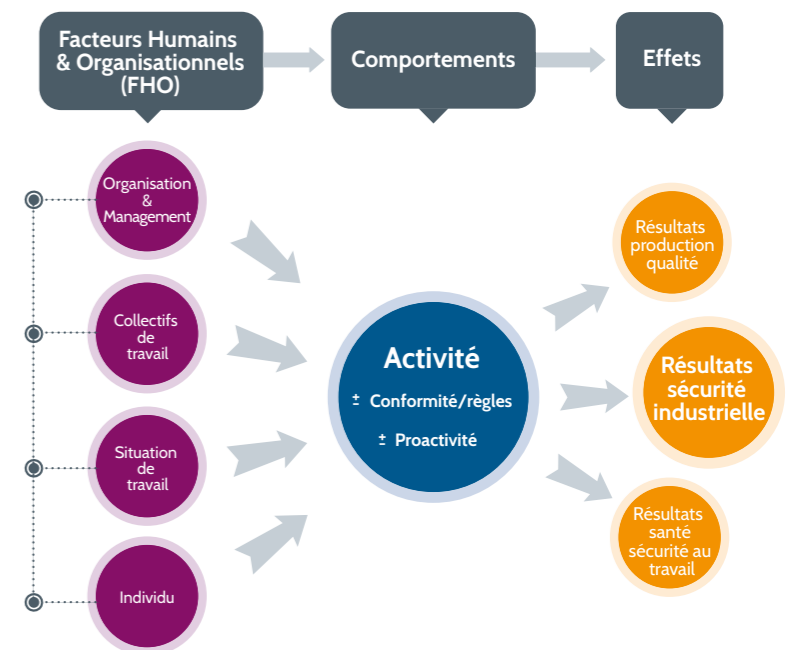 Facteurs Humains
& Organisationnels
(FHO)
Comportements
Effets
Organisation
&
Management
Collectifs
de
travail
Situation
de
travail
Individu
Activité
± Conformité/règles
± Proactivité
Résultats
production
qualité
Résultats
sécurité
industrielle
Résultats
santé
sécurité au
travail